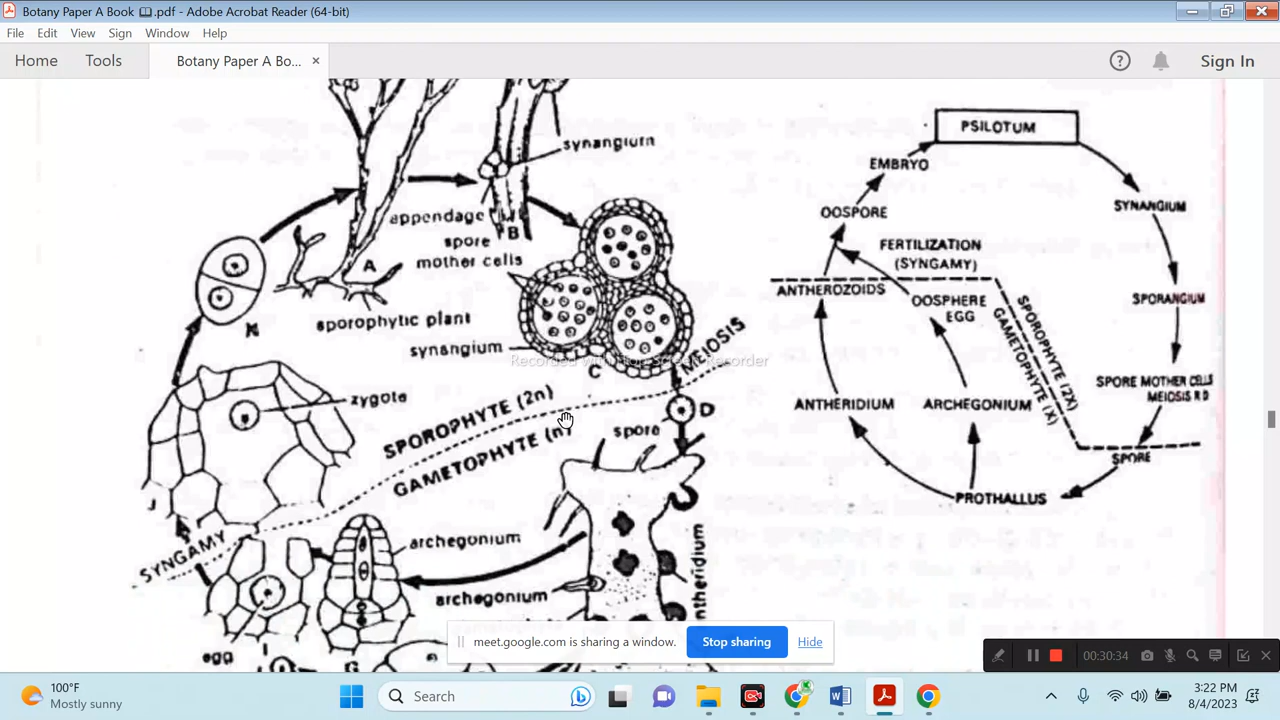 Botany Paper A Book 📖.pdf - Adobe Acrobat Reader (64-bit)
File Edit View Sign Window Help
Home Tools Botany Paper A Bo... × Sign In
synangium
appendage
B
spore
mother cells
A
sporophytic plant
synangium
C
MEIOSIS
zygote
SPOROPHYTE (2n)
GAMETOPHYTE (n)
D
spore
J
SYNGAMY
archegonium
archegonium
antheridium
egg
I
G
PSILOTUM
EMBRYO
OOSPORE
SYNANGIUM
FERTILIZATION
(SYNGAMY)
ANTHEROZOIDS
OOSPHERE
EGG
SPORANGIUM
SPOROPHYTE (2X)
GAMETOPHYTE (X)
SPORE MOTHER CELLS
MEIOSIS R D
ANTHERIDIUM
ARCHEGONIUM
SPORE
PROTHALLUS
meet.google.com is sharing a window. Stop sharing Hide
00:30:34
100°F
Mostly sunny
Search
3:22 PM
8/4/2023